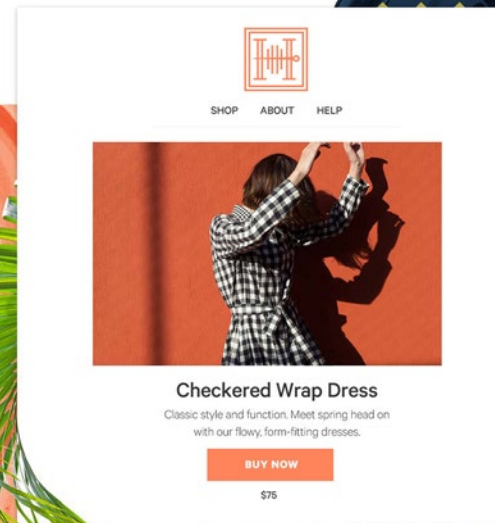 SHOP ABOUT HELP
Checkered Wrap Dress
Classic style and function. Meet spring head on
with our flowy, form-fitting dresses.
BUY NOW
$75